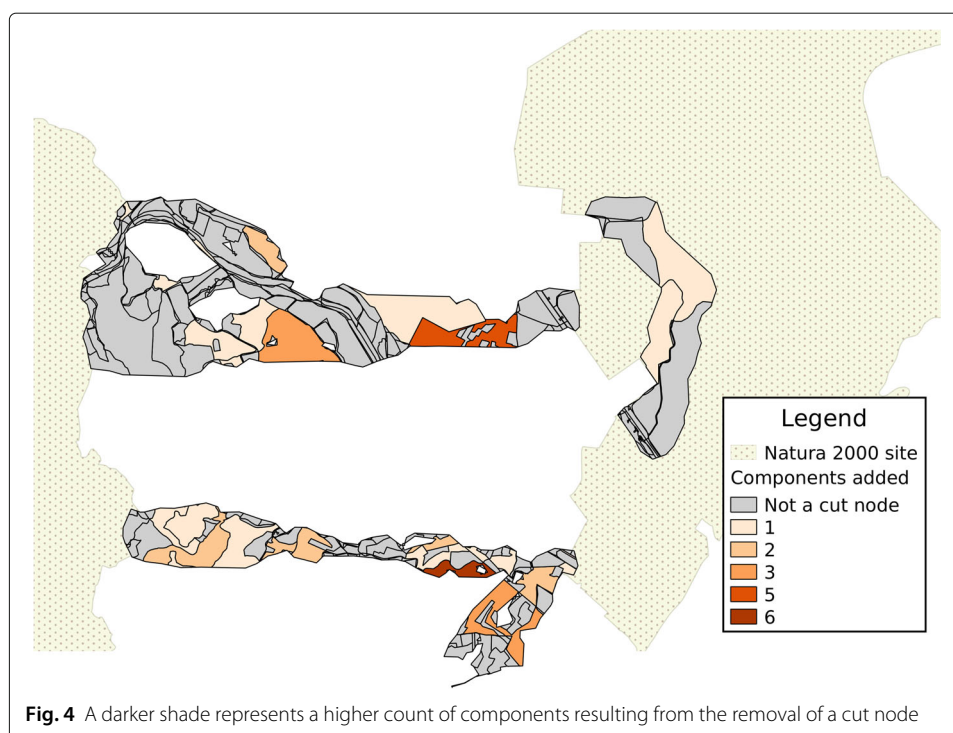 Legend
Natura 2000 site
Components added
Not a cut node
1
2
3
5
6
Fig. 4 A darker shade represents a higher count of components resulting from the removal of a cut node